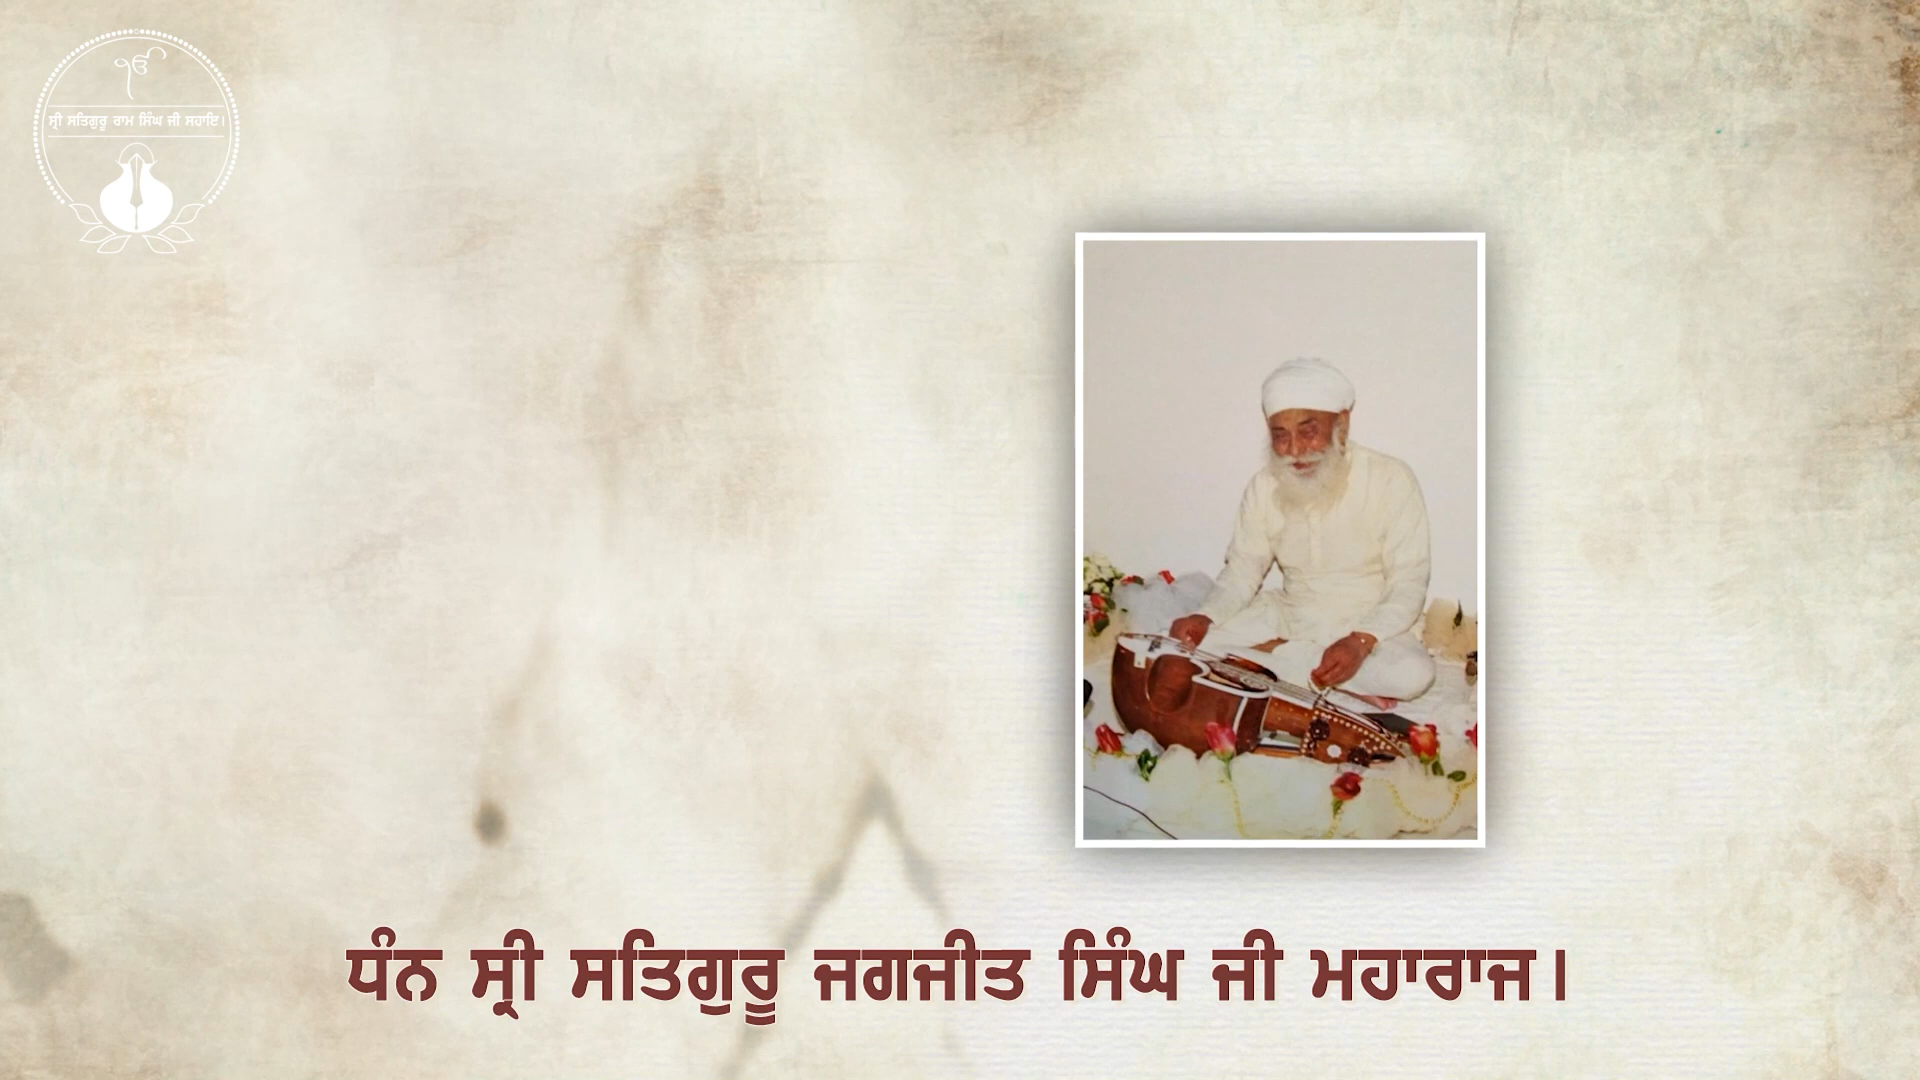 ੴ
ਸ੍ਰੀ ਸਤਿਗੁਰੂ ਰਾਮ ਸਿੰਘ ਜੀ ਸਹਾਇ।
ਧੰਨ ਸ੍ਰੀ ਸਤਿਗੁਰੂ ਜਗਜੀਤ ਸਿੰਘ ਜੀ ਮਹਾਰਾਜ।